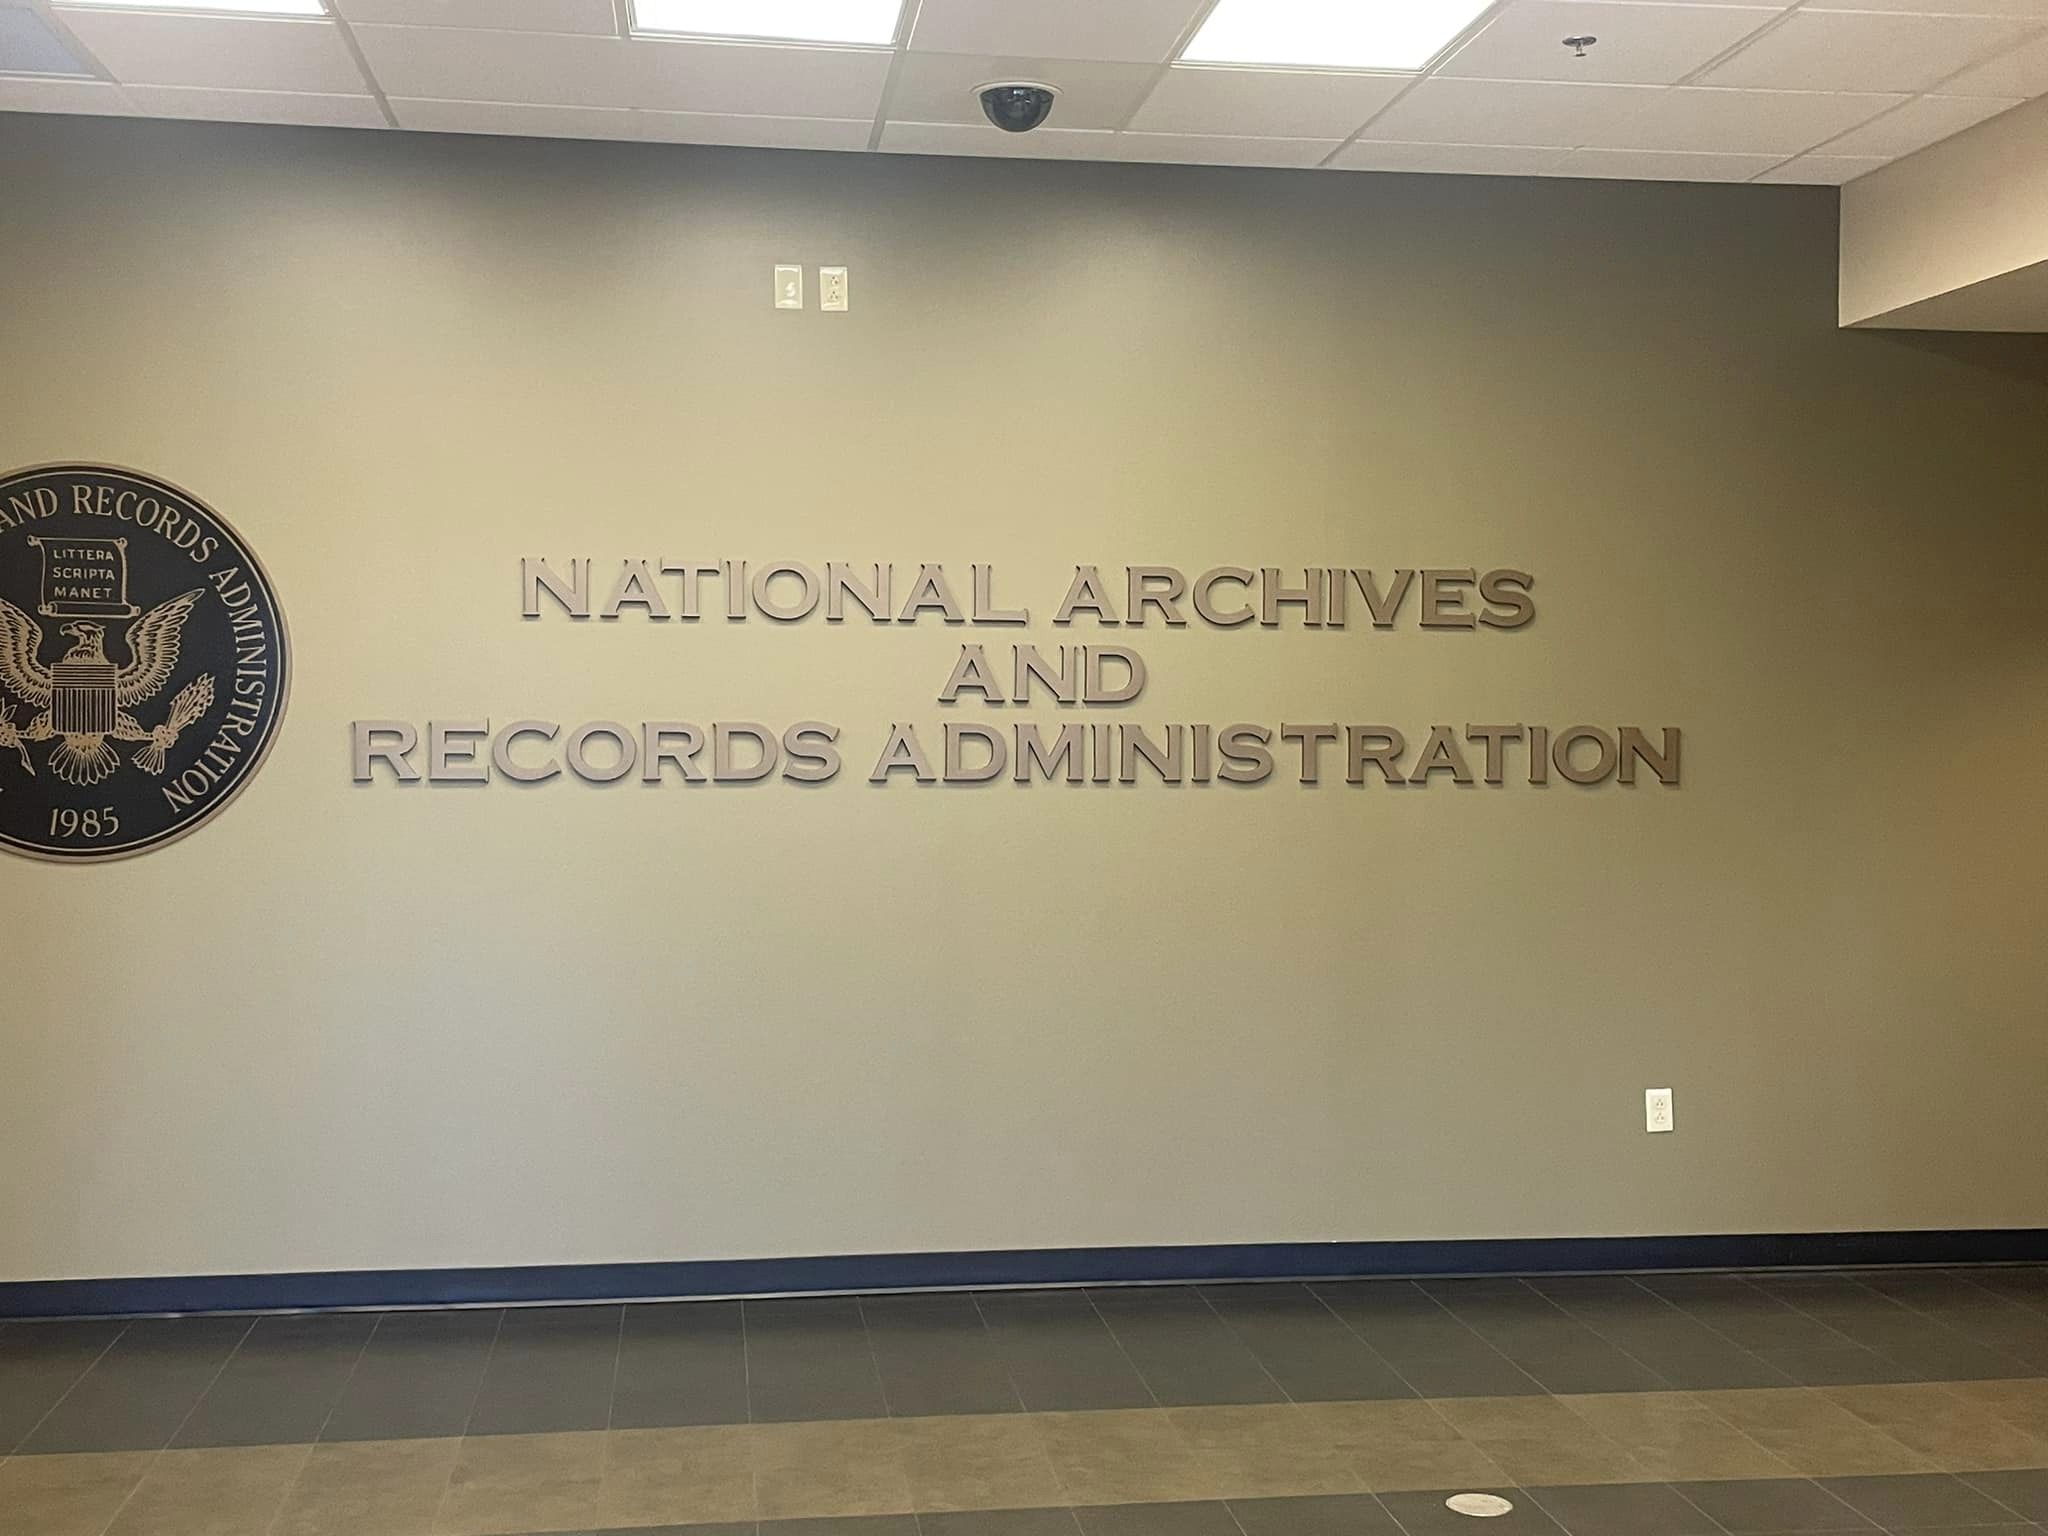 AND RECORDS ADMINISTRATION
LITTERA
SCRIPTA
MANET
1985
NATIONAL ARCHIVES
AND
RECORDS ADMINISTRATION